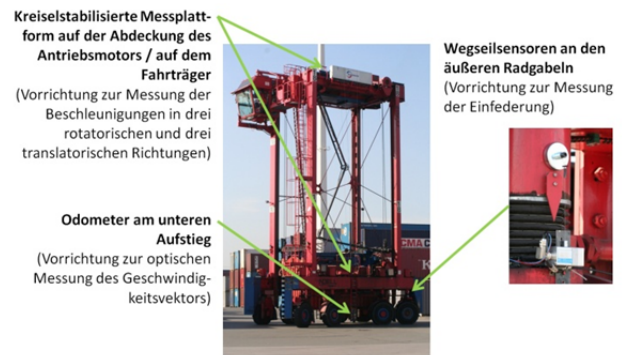 Kreiselstabilisierte Messplatt-
form auf der Abdeckung des
Antriebsmotors / auf dem
Fahrträger
(Vorrichtung zur Messung der
Beschleunigungen in drei
rotatorischen und drei
translatorischen Richtungen)
Odometer am unteren
Aufstieg
(Vorrichtung zur optischen
Messung des Geschwindig-
keitsvektors)
Wegseilsensoren an den
äußeren Radgabeln
(Vorrichtung zur Messung
der Einfederung)
CMA CG